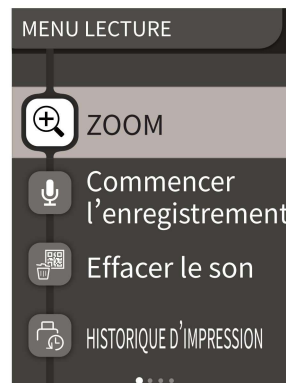 MENU LECTURE
ZOOM
Commencer
l'enregistrement
Effacer le son
HISTORIQUE D'IMPRESSION